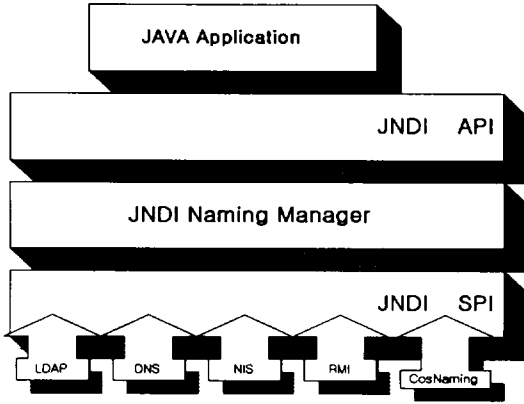 JAVA Application
JNDI API
JNDI Naming Manager
JNDI SPI
LDAP
DNS
NIS
RMI
CosNaming